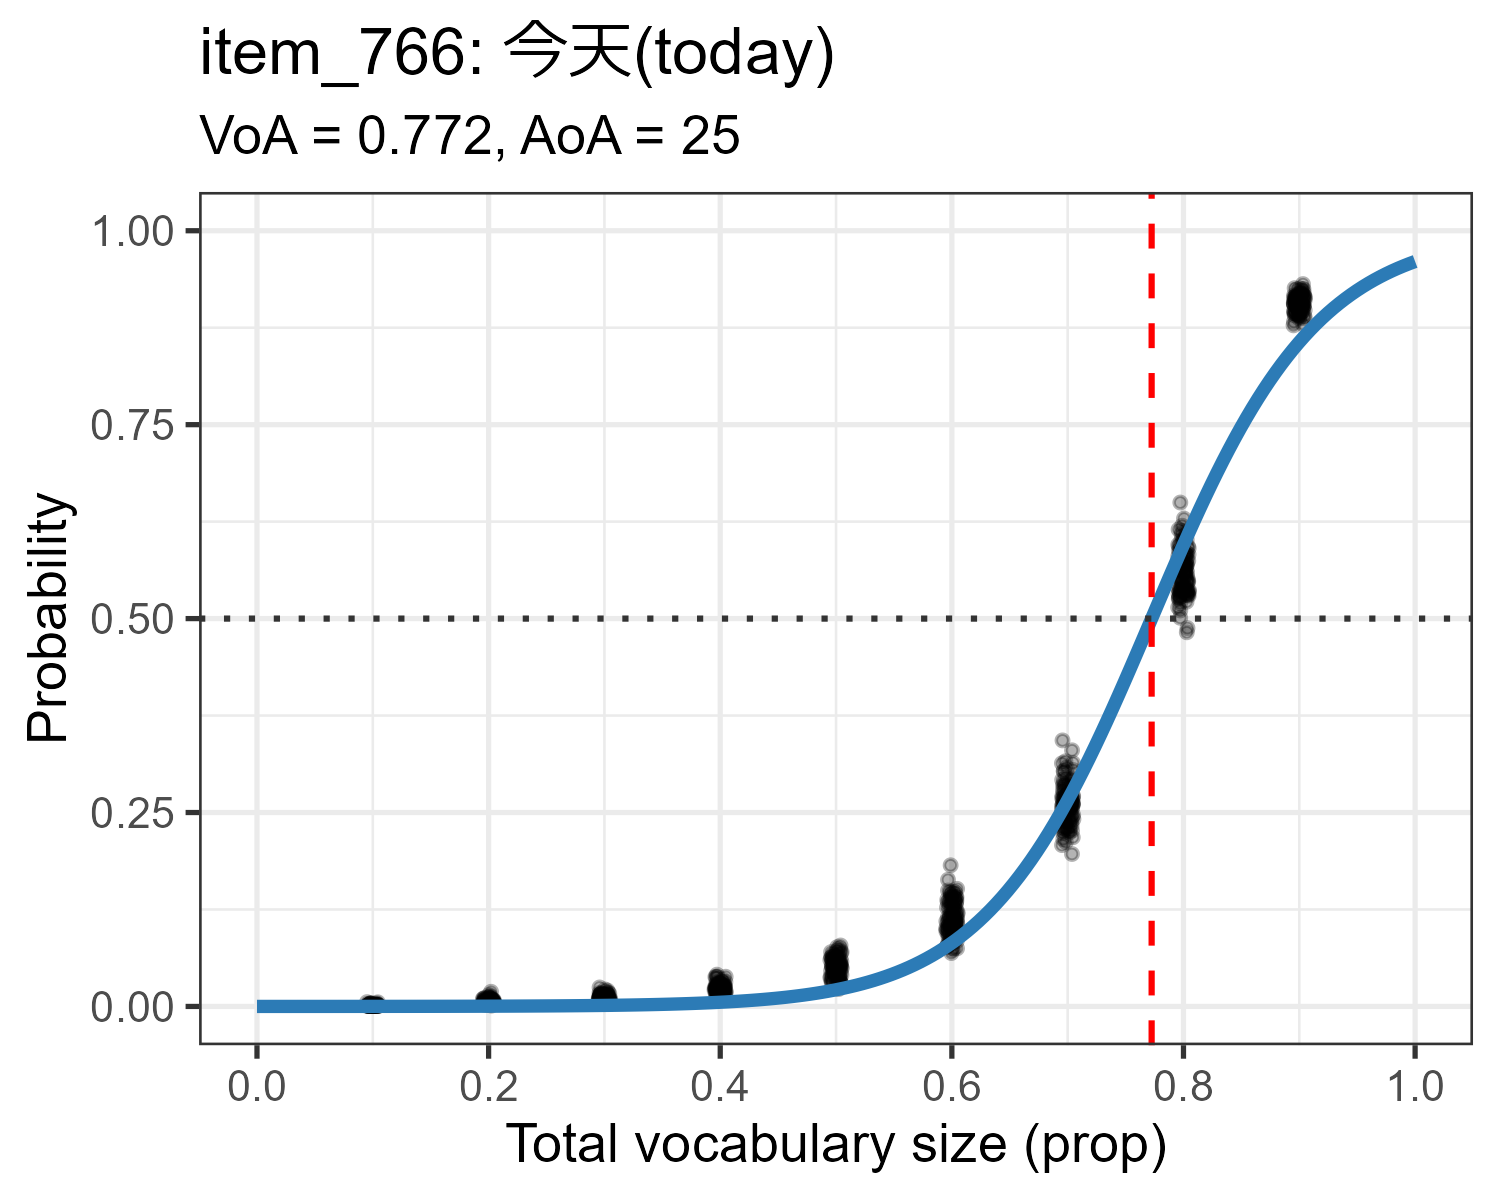 item_766: 今天(today)
VoA = 0.772, AoA = 25
1.00
0.75
0.50
0.25
0.00
Probability
0.0 0.2 0.4 0.6 0.8 1.0
Total vocabulary size (prop)